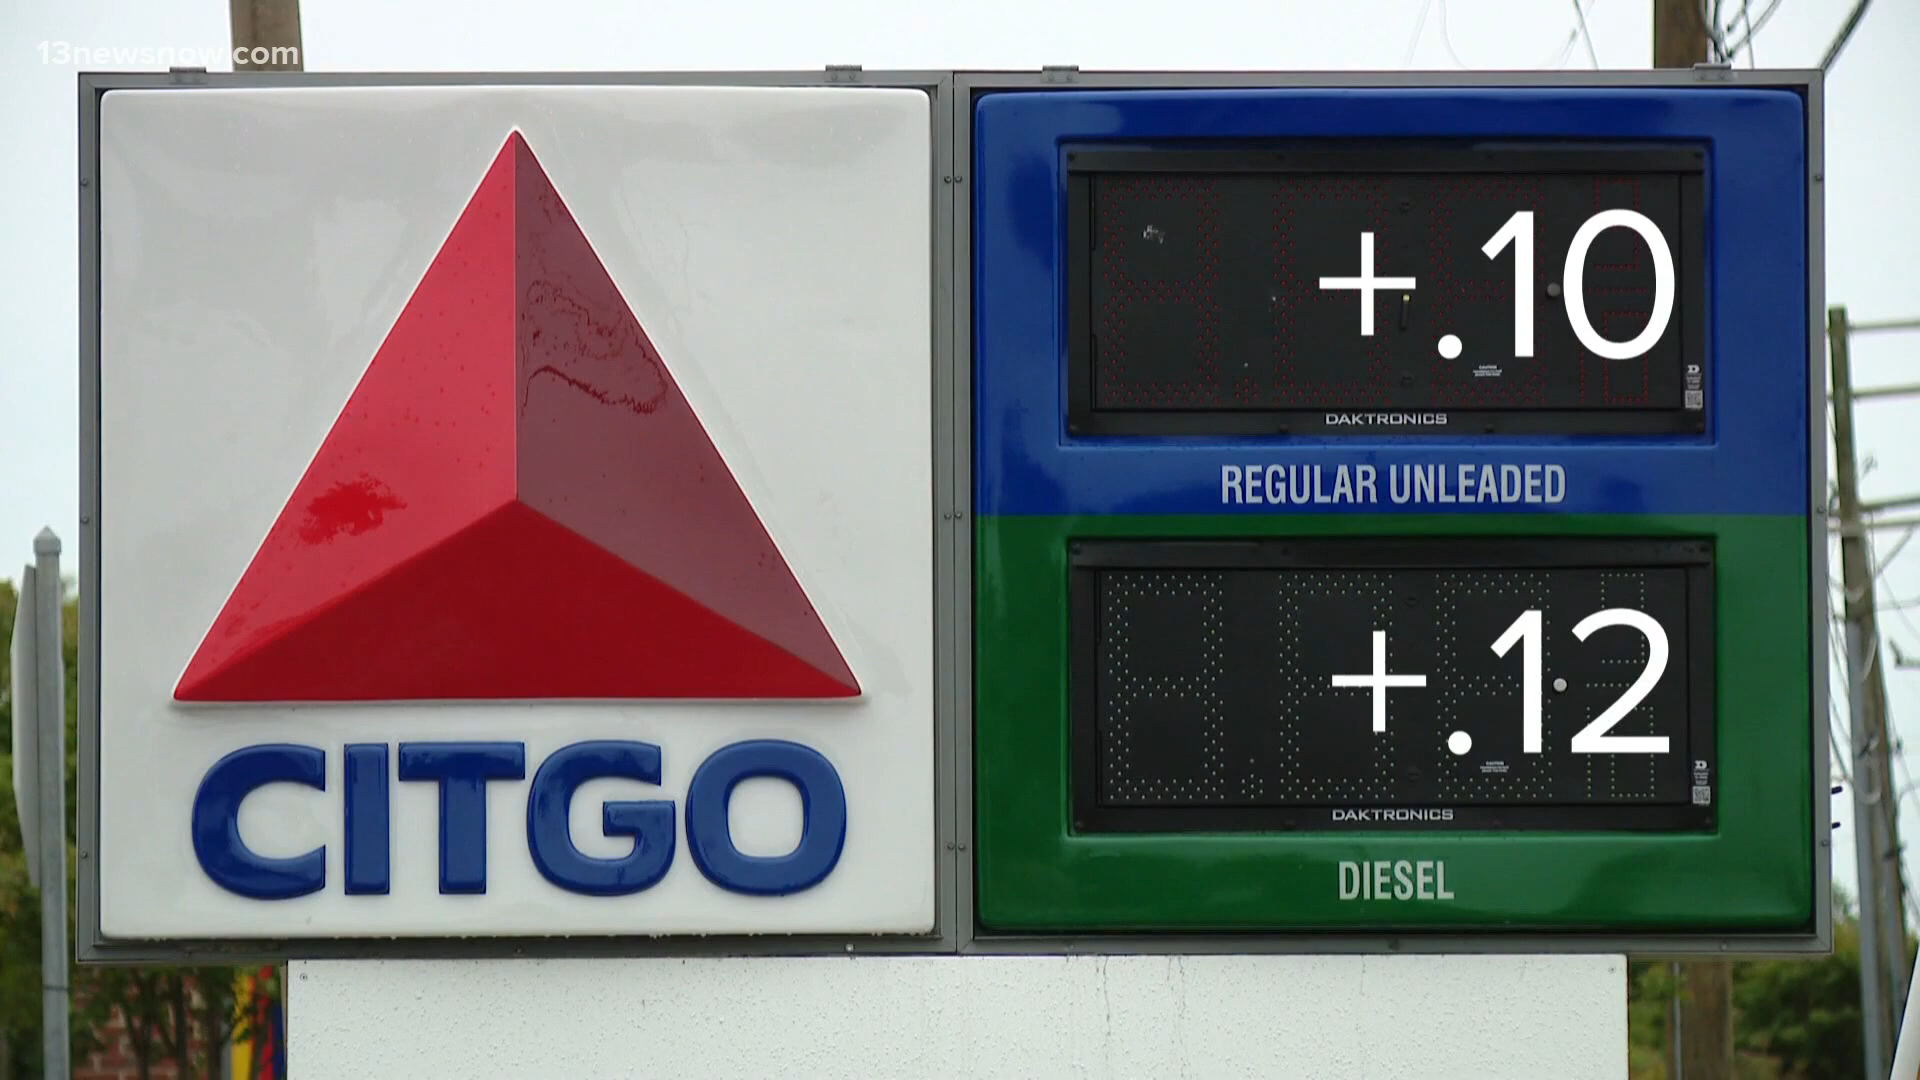 13newsnow.com
CITGO
+.10
DAKTRONICS
REGULAR UNLEADED
+.12
DAKTRONICS
DIESEL